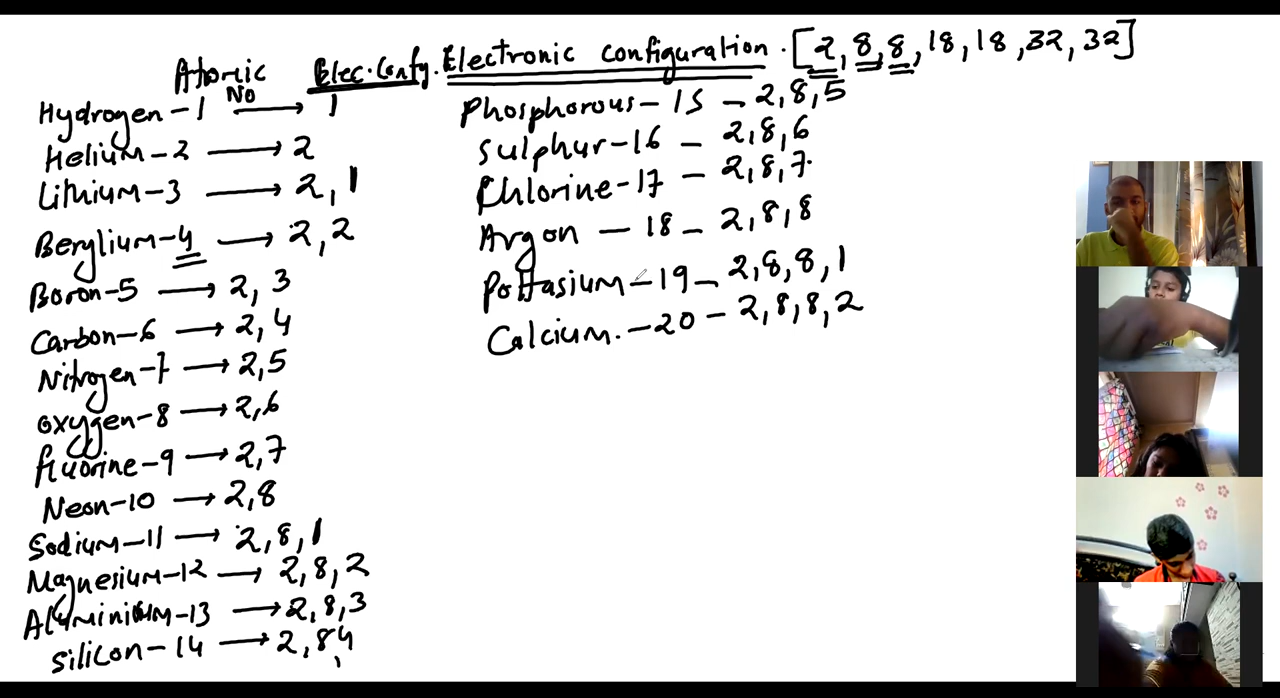 Electronic configuration. [2, 8, 8, 18, 18, 32, 32]
Atomic No Elec. Confg.
Hydrogen-1 → 1
Helium-2 → 2
Lithium-3 → 2, 1
Berylium-4 → 2, 2
Boron-5 → 2, 3
Carbon-6 → 2, 4
Nitrogen-7 → 2,5
Oxygen-8 → 2,6
fluorine-9 → 2,7
Neon-10 → 2,8
Sodium-11 → 2,8,1
Magnesium-12 → 2,8,2
Aluminium-13 → 2,8,3
Silicon-14 → 2,8,4
Phosphorous-15 - 2,8,5
Sulphur-16 - 2,8,6
Chlorine-17 - 2,8,7.
Argon - 18 - 2,8,8
Pottasium-19 - 2,8,8,1
Calcium. -20 - 2,8,8,2